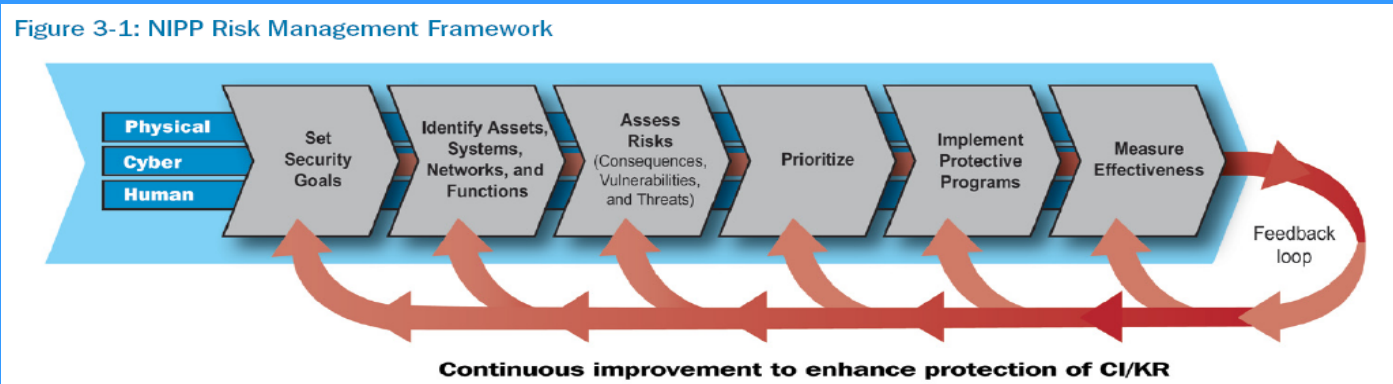 Figure 3-1: NIPP Risk Management Framework
Physical
Cyber
Human
Set
Security
Goals
Identify Assets,
Systems,
Networks, and
Functions
Assess
Risks
(Consequences,
Vulnerabilities,
and Threats)
Prioritize
Implement
Protective
Programs
Measure
Effectiveness
Feedback
loop
Continuous improvement to enhance protection of CI/KR